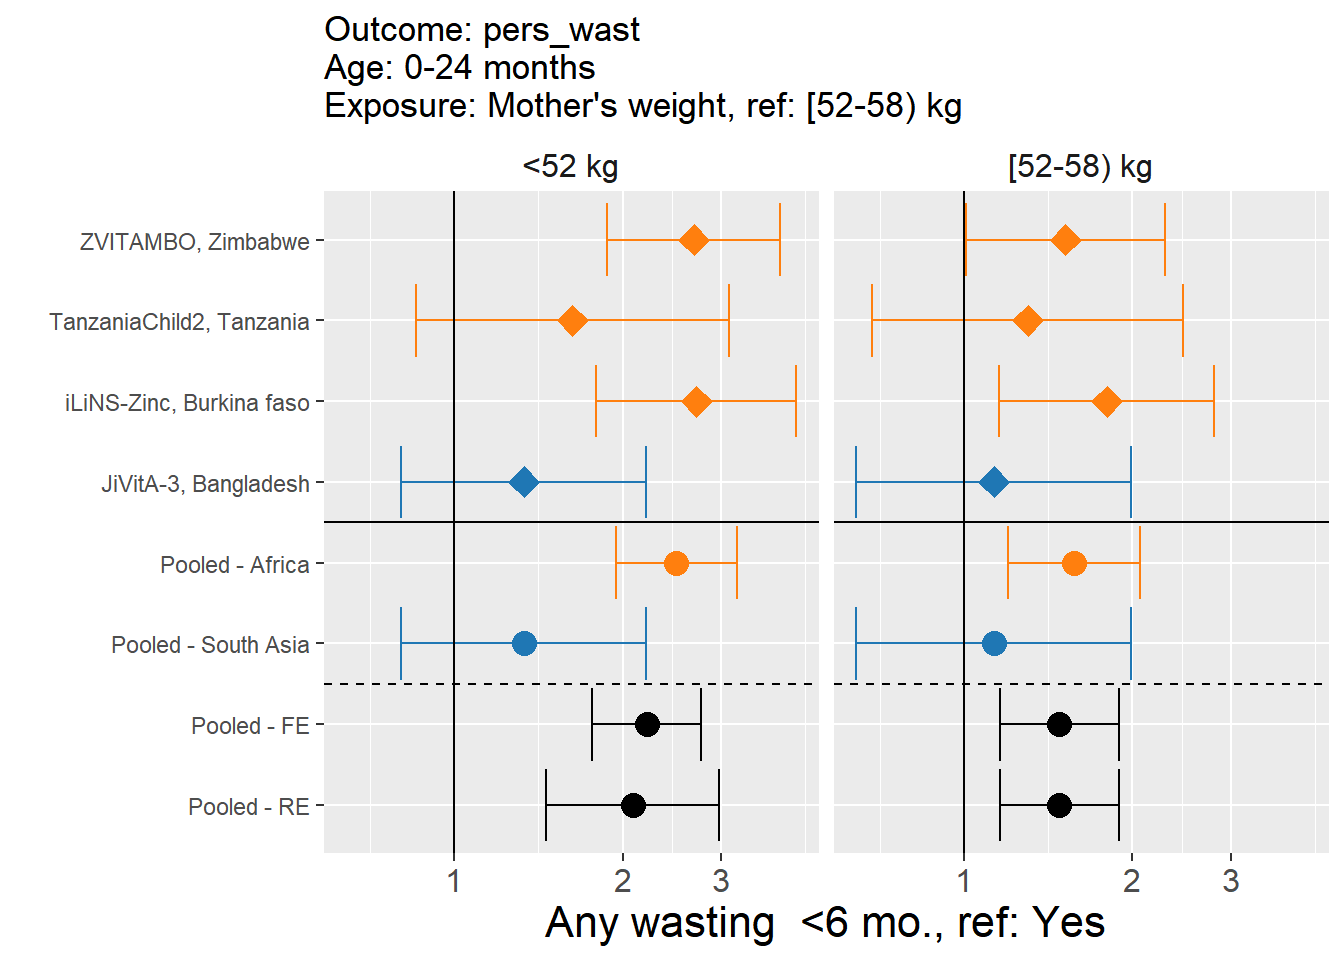 Outcome: pers_wast
Age: 0-24 months
Exposure: Mother's weight, ref: [52-58) kg
<52 kg
[52-58) kg
ZVITAMBO, Zimbabwe
TanzaniaChild2, Tanzania
iLiNS-Zinc, Burkina faso
JiVitA-3, Bangladesh
Pooled - Africa
Pooled - South Asia
Pooled - FE
Pooled - RE
1 2 3
1 2 3
Any wasting  <6 mo., ref: Yes